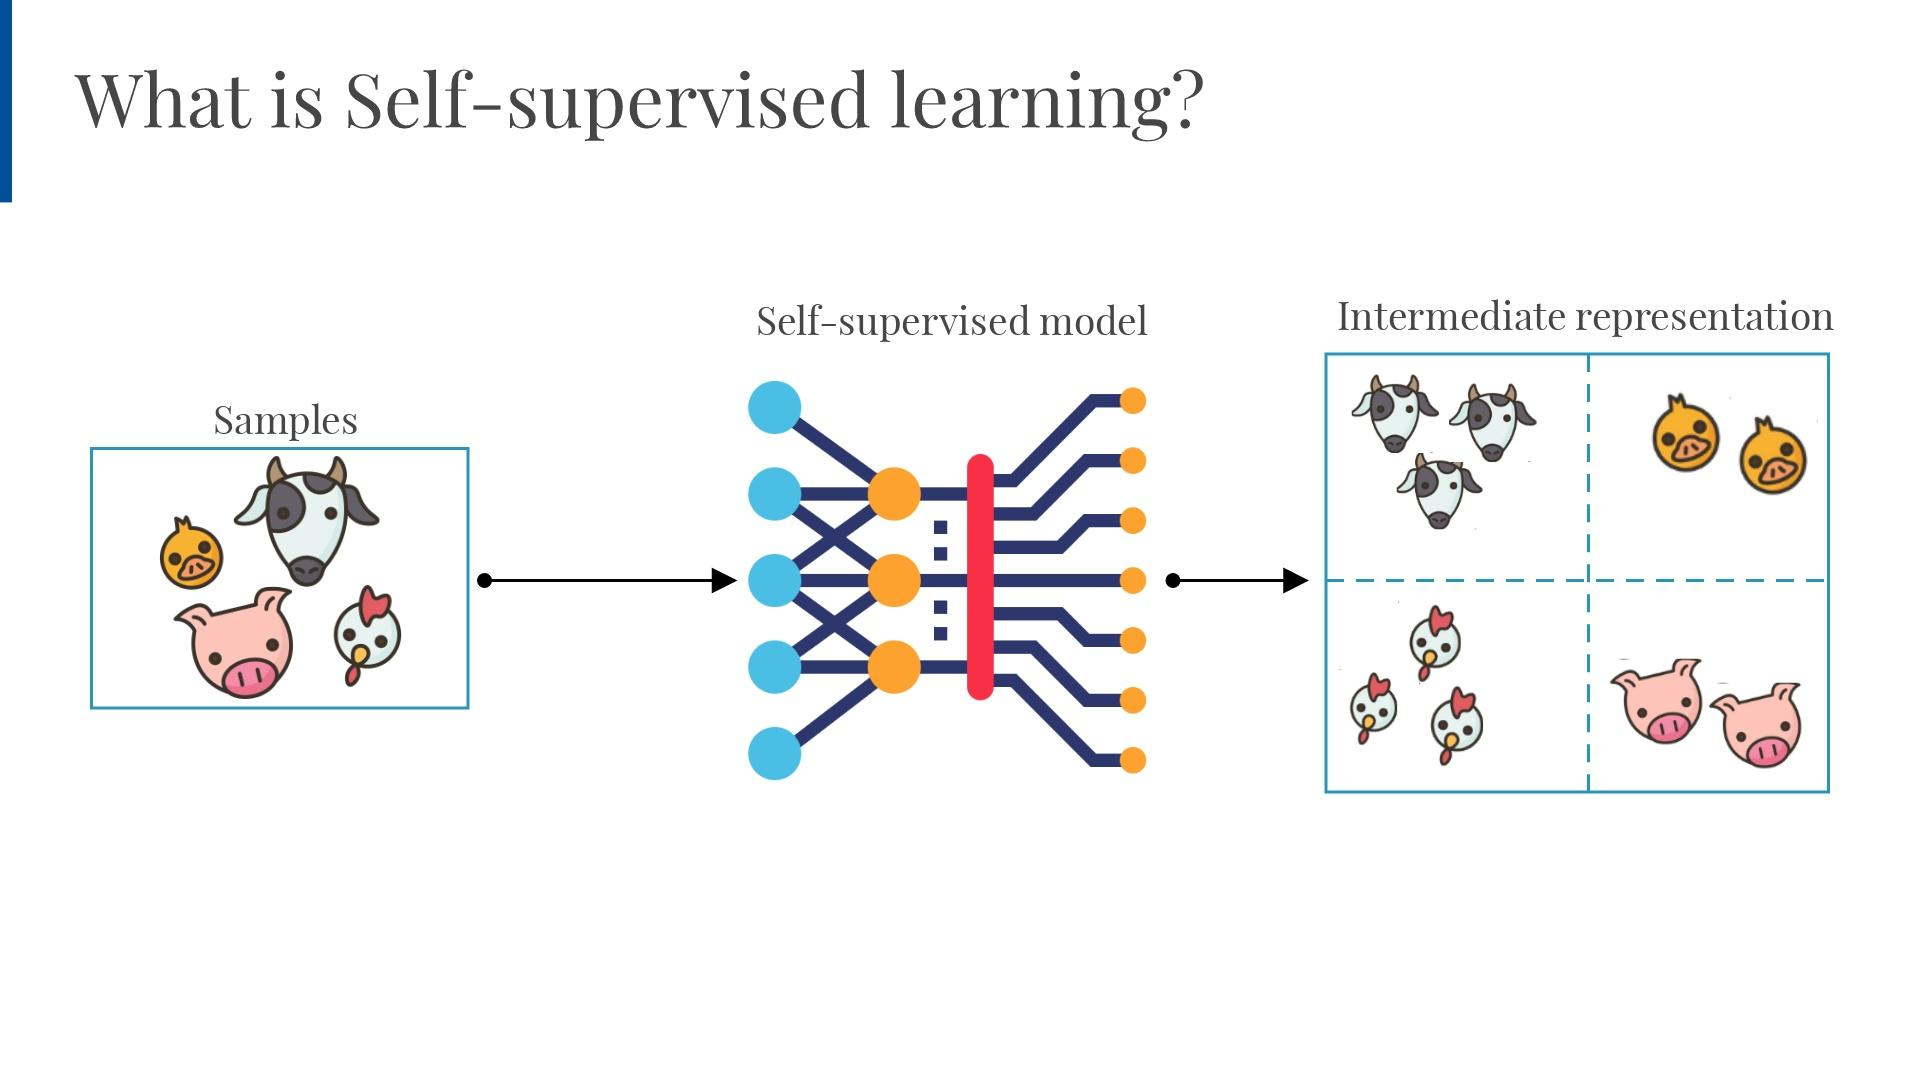 What is Self-supervised learning?
Samples
Self-supervised model
Intermediate representation